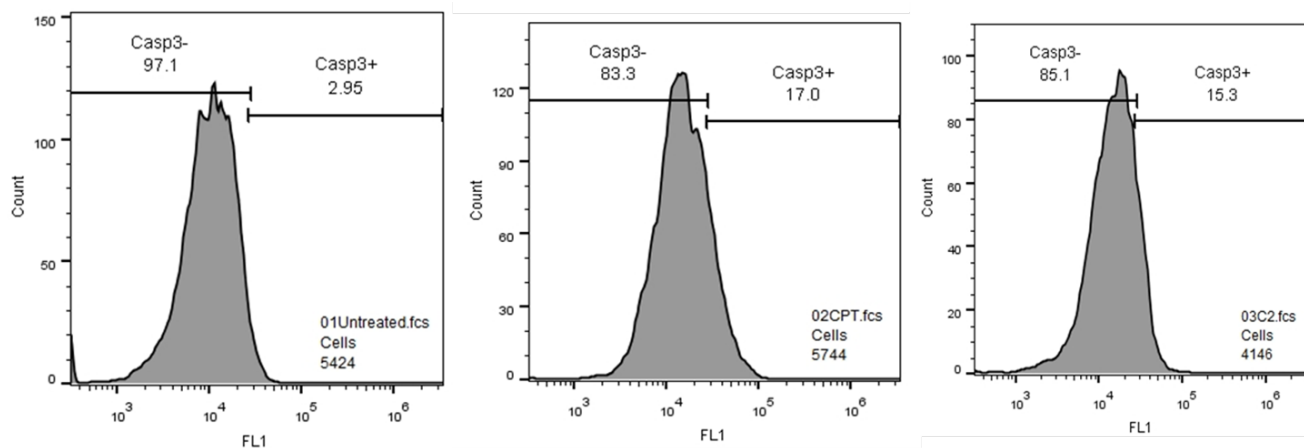 150
100
50
0
Count
Casp3-
97.1
Casp3+
2.95
01Untreated.fcs
Cells
5424
10^3
10^4
10^5
10^6
FL1
120
90
60
30
0
Count
Casp3-
83.3
Casp3+
17.0
02CPT.fcs
Cells
5744
10^3
10^4
10^5
10^6
FL1
100
80
60
40
20
0
Count
Casp3-
85.1
Casp3+
15.3
03C2.fcs
Cells
4146
10^3
10^4
10^5
10^6
FL1